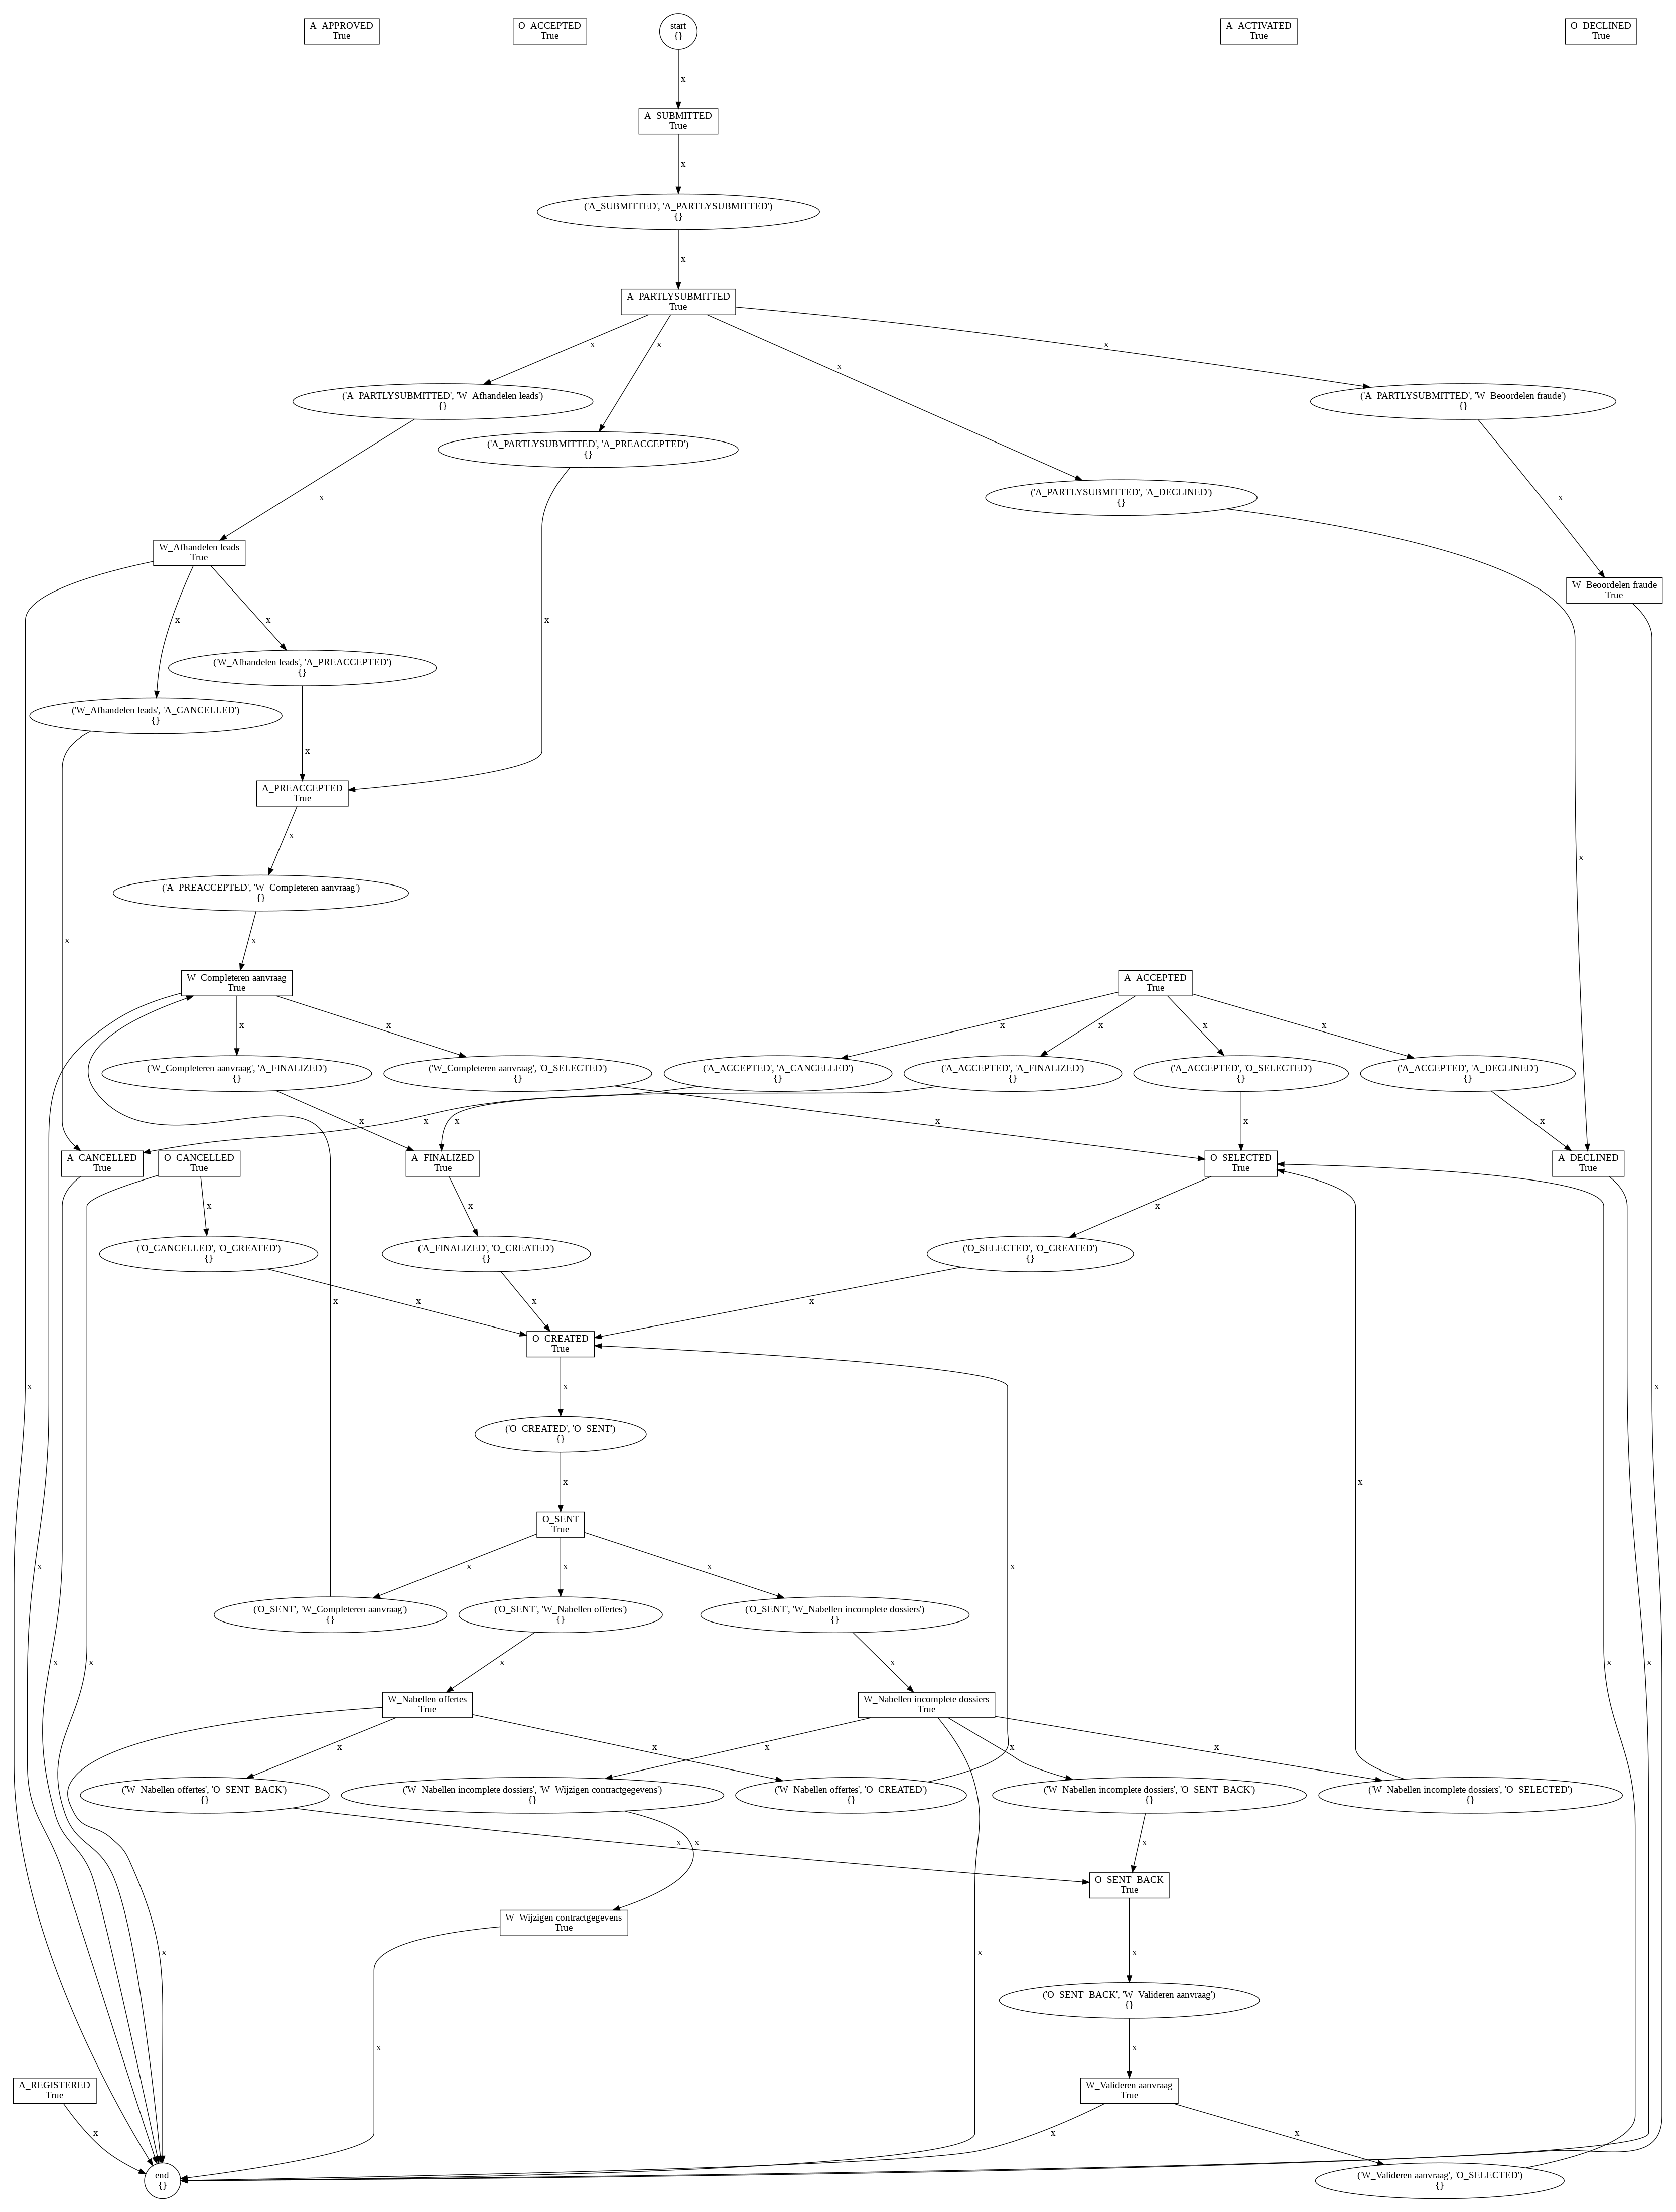 A_APPROVED
True
O_ACCEPTED
True
start
{}
A_ACTIVATED
True
O_DECLINED
True
x
A_SUBMITTED
True
x
('A_SUBMITTED', 'A_PARTLYSUBMITTED')
{}
x
A_PARTLYSUBMITTED
True
x
x
x
x
('A_PARTLYSUBMITTED', 'W_Afhandelen leads')
{}
('A_PARTLYSUBMITTED', 'W_Beoordelen fraude')
{}
('A_PARTLYSUBMITTED', 'A_PREACCEPTED')
{}
('A_PARTLYSUBMITTED', 'A_DECLINED')
{}
x
x
W_Afhandelen leads
True
W_Beoordelen fraude
True
x
x
x
('W_Afhandelen leads', 'A_PREACCEPTED')
{}
('W_Afhandelen leads', 'A_CANCELLED')
{}
x
A_PREACCEPTED
True
x
x
('A_PREACCEPTED', 'W_Completeren aanvraag')
{}
x
x
W_Completeren aanvraag
True
A_ACCEPTED
True
x
x
x
x
x
x
('W_Completeren aanvraag', 'A_FINALIZED')
{}
('W_Completeren aanvraag', 'O_SELECTED')
{}
('A_ACCEPTED', 'A_CANCELLED')
{}
('A_ACCEPTED', 'A_FINALIZED')
{}
('A_ACCEPTED', 'O_SELECTED')
{}
('A_ACCEPTED', 'A_DECLINED')
{}
x
x
x
x
x
x
A_CANCELLED
True
O_CANCELLED
True
A_FINALIZED
True
O_SELECTED
True
A_DECLINED
True
x
x
x
('O_CANCELLED', 'O_CREATED')
{}
('A_FINALIZED', 'O_CREATED')
{}
('O_SELECTED', 'O_CREATED')
{}
x
x
x
x
O_CREATED
True
x
x
x
('O_CREATED', 'O_SENT')
{}
x
x
O_SENT
True
x
x
x
x
x
('O_SENT', 'W_Completeren aanvraag')
{}
('O_SENT', 'W_Nabellen offertes')
{}
('O_SENT', 'W_Nabellen incomplete dossiers')
{}
x
x
x
x
x
x
W_Nabellen offertes
True
W_Nabellen incomplete dossiers
True
x
x
x
x
x
('W_Nabellen offertes', 'O_SENT_BACK')
{}
('W_Nabellen incomplete dossiers', 'W_Wijzigen contractgegevens')
{}
('W_Nabellen offertes', 'O_CREATED')
{}
('W_Nabellen incomplete dossiers', 'O_SENT_BACK')
{}
('W_Nabellen incomplete dossiers', 'O_SELECTED')
{}
x
x
x
O_SENT_BACK
True
W_Wijzigen contractgegevens
True
x
x
x
('O_SENT_BACK', 'W_Valideren aanvraag')
{}
x
x
A_REGISTERED
True
W_Valideren aanvraag
True
x
x
x
end
{}
('W_Valideren aanvraag', 'O_SELECTED')
{}